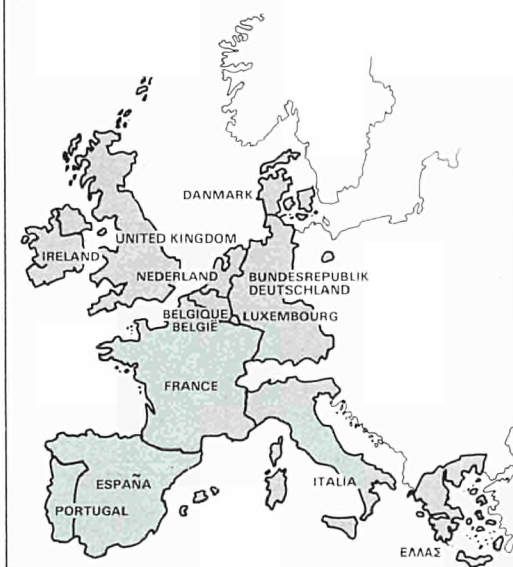 DANMARK
UNITED KINGDOM
IRELAND
NEDERLAND
BUNDESREPUBLIK
DEUTSCHLAND
BELGIQUE
BELGIË
LUXEMBOURG
FRANCE
ESPAÑA
PORTUGAL
ITALIA
ΕΛΛΑΣ